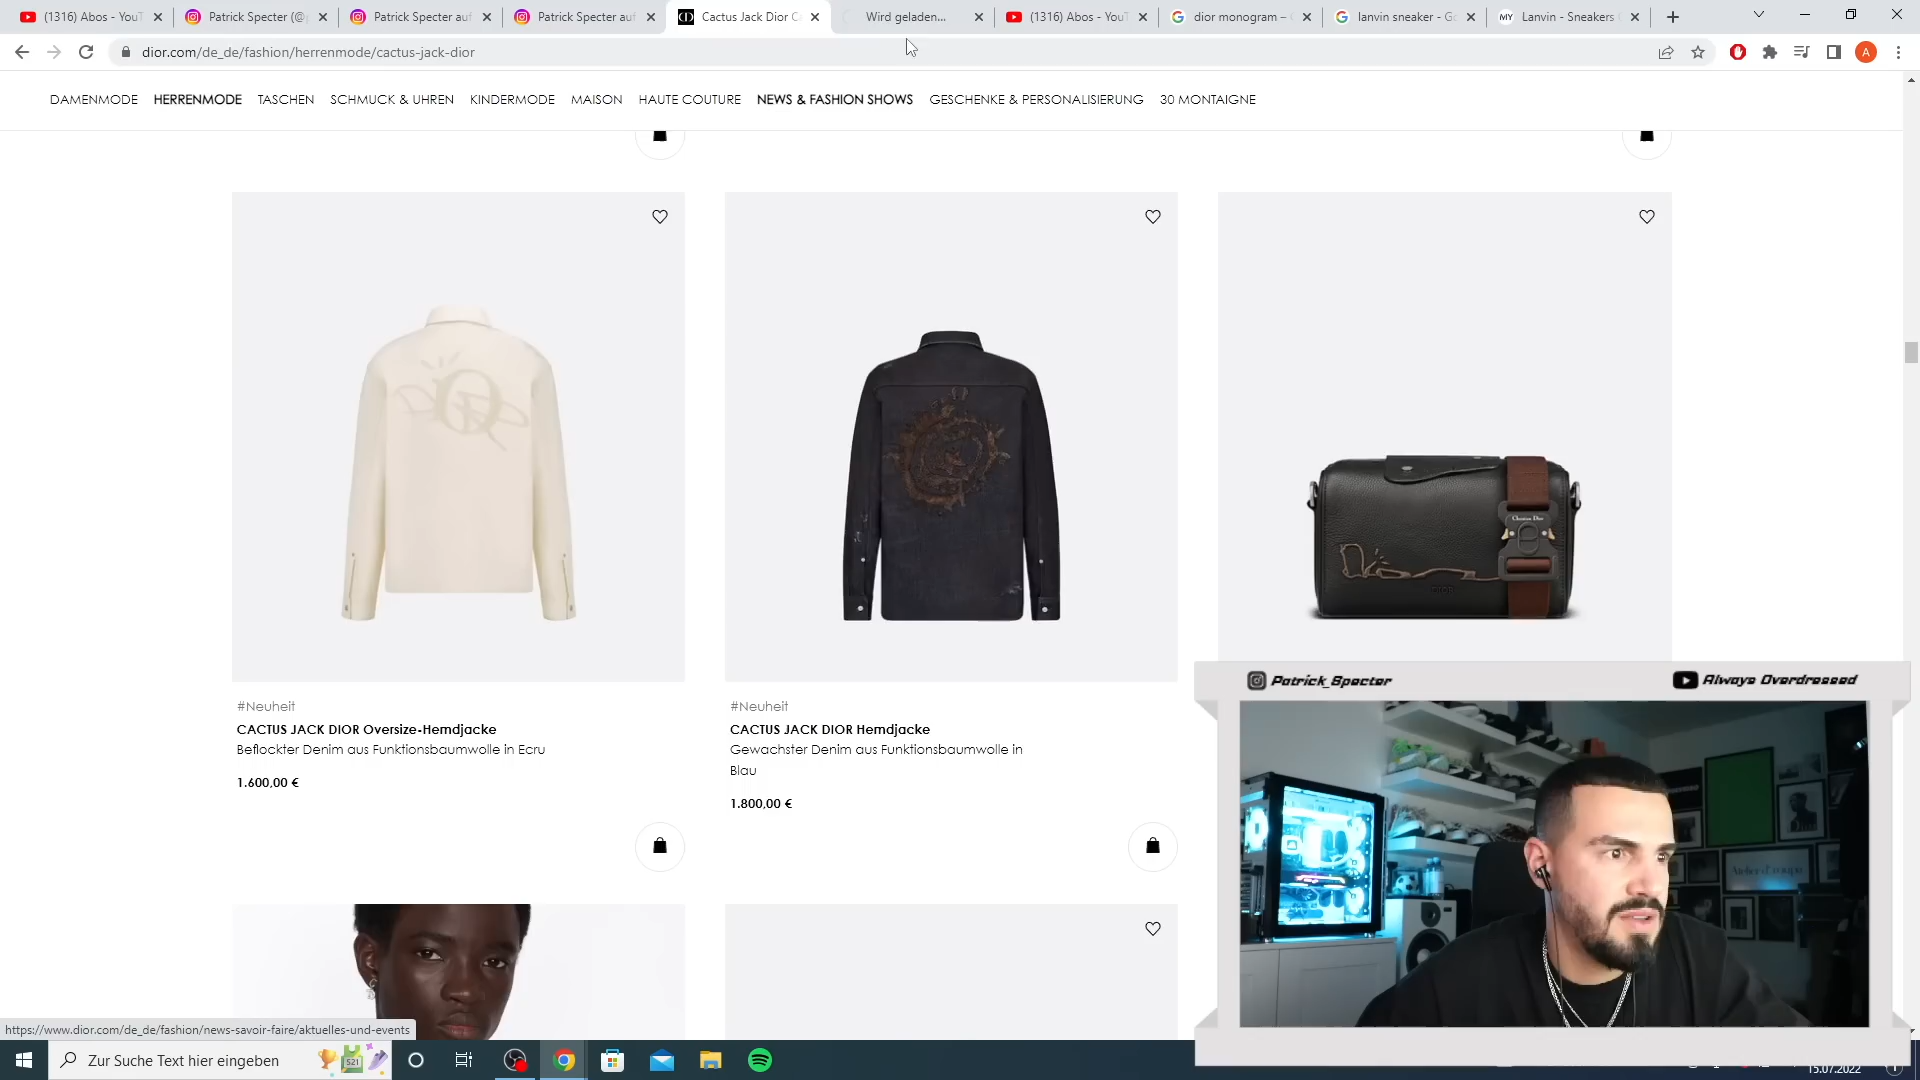 (1316) Abos - YouT
Patrick Specter (@
Patrick Specter auf
Patrick Specter auf
Cactus Jack Dior C
Wird geladen...
(1316) Abos - YouT
dior monogram –
lanvin sneaker - Go
MY
Lanvin - Sneakers
dior.com/de_de/fashion/herrenmode/cactus-jack-dior
A
DAMENMODE HERRENMODE TASCHEN SCHMUCK & UHREN KINDERMODE MAISON HAUTE COUTURE NEWS & FASHION SHOWS GESCHENKE & PERSONALISIERUNG 30 MONTAIGNE
Christian Dior
#Neuheit
CACTUS JACK DIOR Oversize-Hemdjacke
Beflockter Denim aus Funktionsbaumwolle in Ecru
1.600,00 €
#Neuheit
CACTUS JACK DIOR Hemdjacke
Gewachster Denim aus Funktionsbaumwolle in
Blau
1.800,00 €
Patrick_Specter
Always Overdressed
https://www.dior.com/de_de/fashion/news-savoir-faire/aktuelles-und-events
Zur Suche Text hier eingeben
15.07.2022